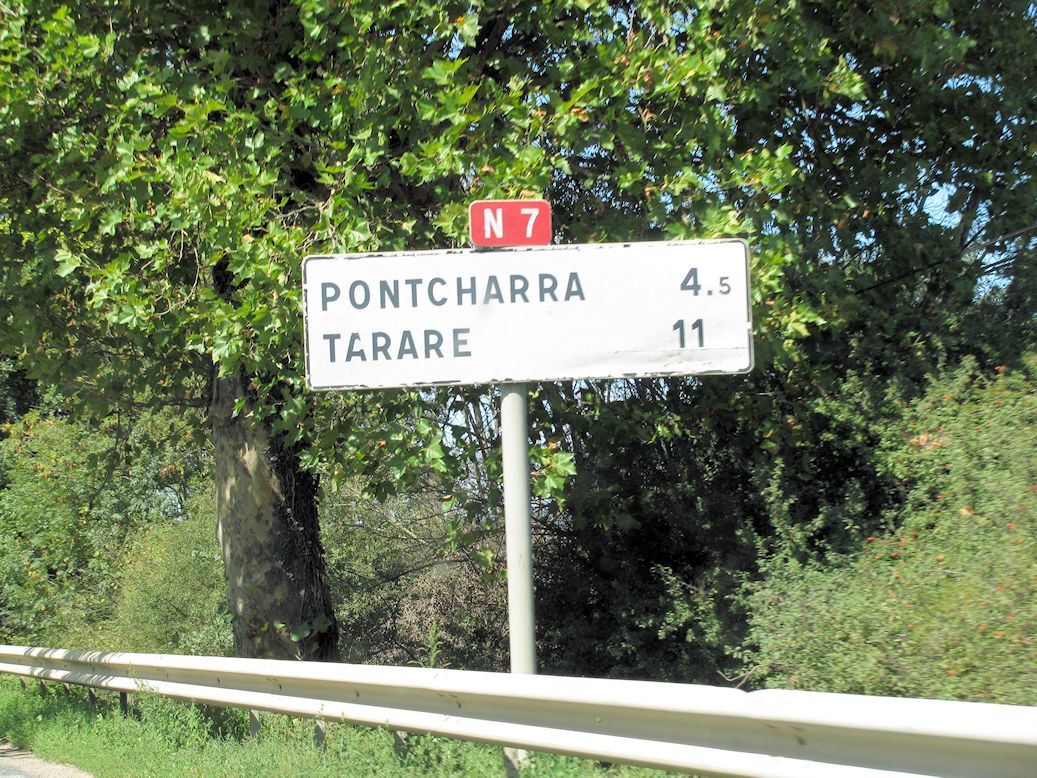 N 7
PONTCHARRA 4.5
TARARE 11